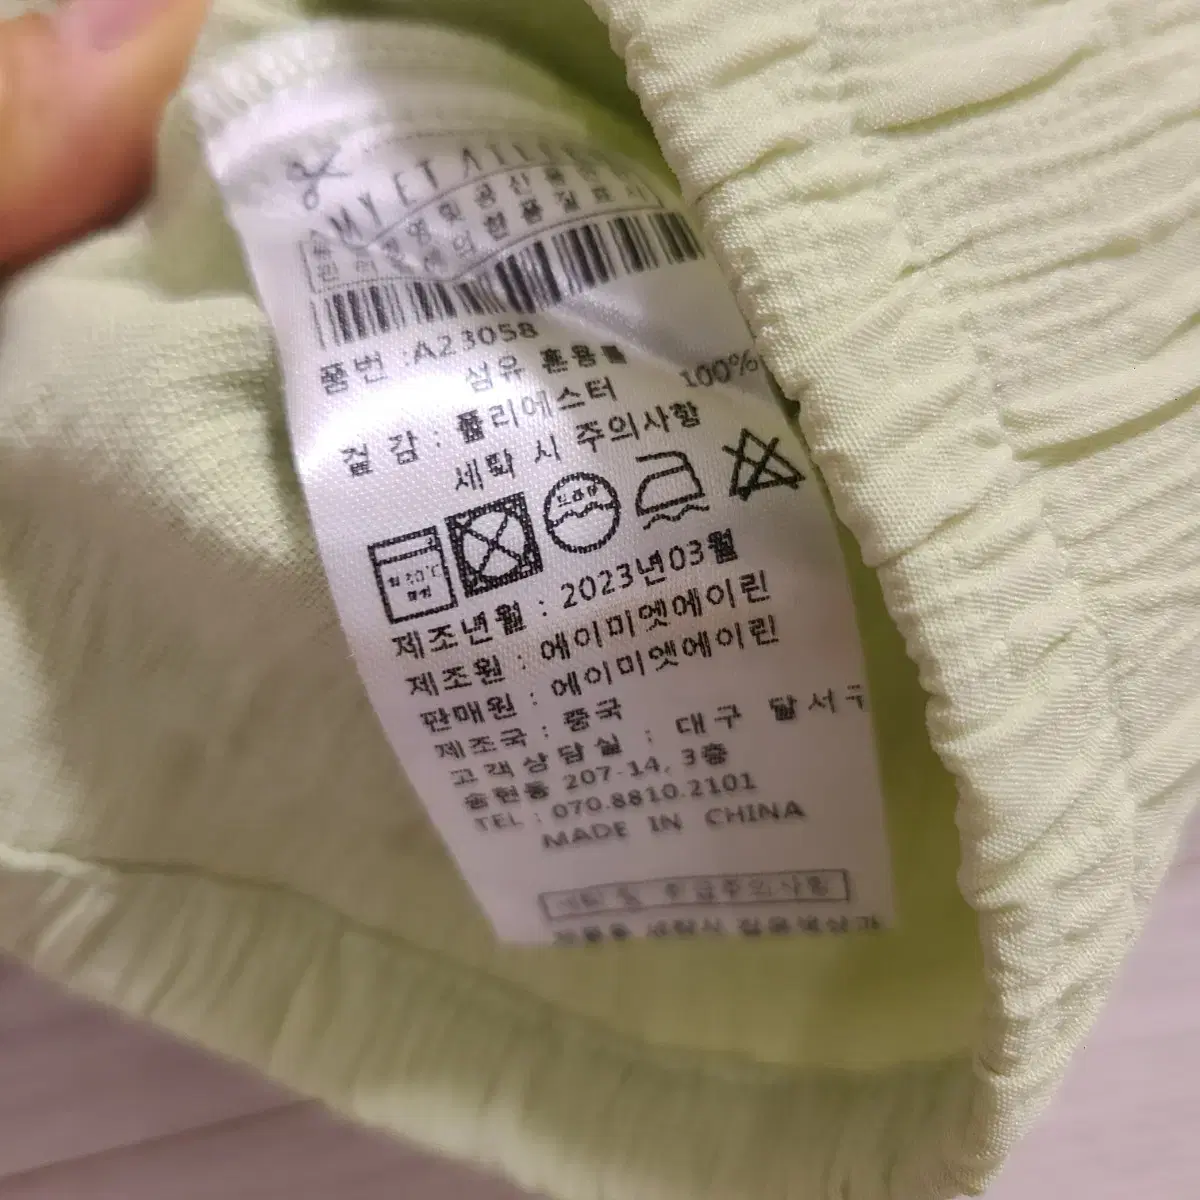 품번 :A23058
섬유 혼용률
겉 감 : 폴리에스터 100%
세탁 시 주의사항
제조년월 : 2023년03월
제조원 : 에이미엣에이린
판매원 : 에이미엣에이린
제조국 : 중국
고객상담실 : 대구 달서구
송현동 207-14, 3층
TEL : 070.8810.2101
MADE IN CHINA